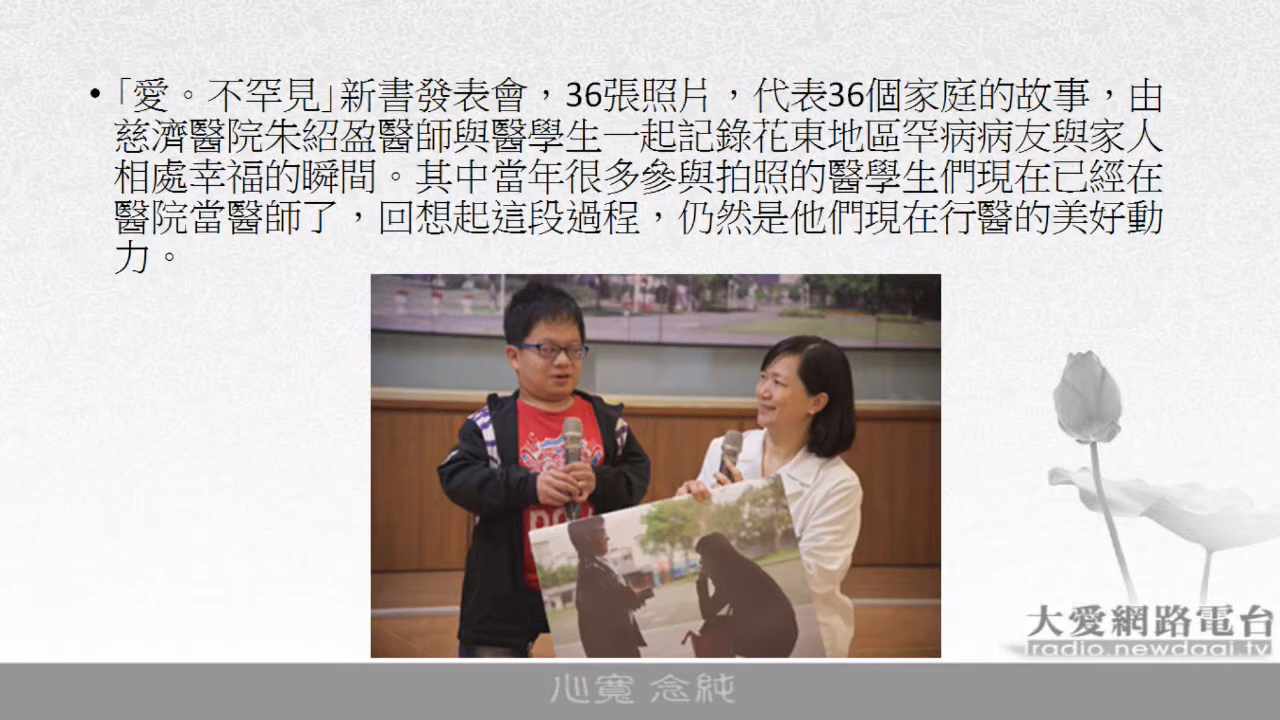 •「愛。不罕見」新書發表會，36張照片，代表36個家庭的故事，由
慈濟醫院朱紹盈醫師與醫學生一起記錄花東地區罕病病友與家人
相處幸福的瞬間。其中當年很多參與拍照的醫學生們現在已經在
醫院當醫師了，回想起這段過程，仍然是他們現在行醫的美好動
力。
大愛網路電台
radio.newdaai.tv
心寬 念純